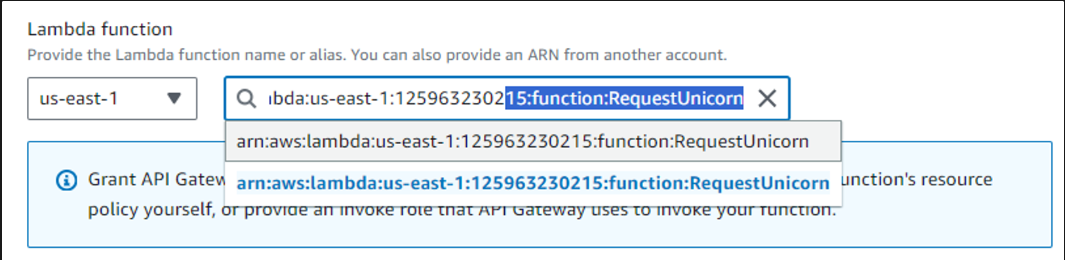 Lambda function
Provide the Lambda function name or alias. You can also provide an ARN from another account.
us-east-1
bda:us-east-1:125963230215:function:RequestUnicorn
arn:aws:lambda:us-east-1:125963230215:function:RequestUnicorn
Grant API Gatew
arn:aws:lambda:us-east-1:125963230215:function:RequestUnicorn
unction's resource
policy yourself, or provide an invoke role that API Gateway uses to invoke your function.